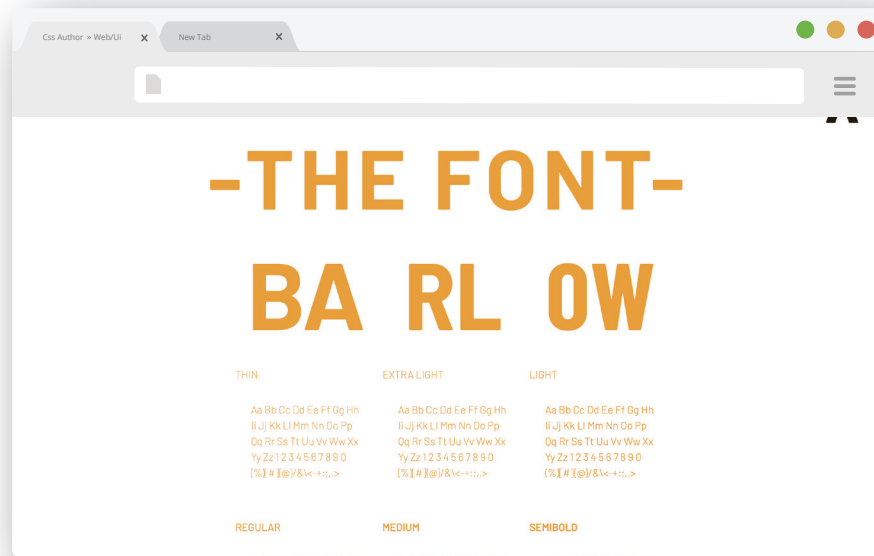 Css Author » Web/Ui x New Tab x
-THE FONT-
BA RL OW
THIN EXTRA LIGHT LIGHT
Aa Bb Cc Dd Ee Ff Gg Hh Aa Bb Cc Dd Ee Ff Gg Hh Aa Bb Cc Dd Ee Ff Gg Hh
Ii Jj Kk Ll Mm Nn Oo Pp Ii Jj Kk Ll Mm Nn Oo Pp Ii Jj Kk Ll Mm Nn Oo Pp
Qq Rr Ss Tt Uu Vv Ww Xx Qq Rr Ss Tt Uu Vv Ww Xx Qq Rr Ss Tt Uu Vv Ww Xx
Yy Zz 1 2 3 4 5 6 7 8 9 0 Yy Zz 1 2 3 4 5 6 7 8 9 0 Yy Zz 1 2 3 4 5 6 7 8 9 0
{%][#][@}/&\<-+:;,.> {%][#][@}/&\<-+:;,.> {%][#][@}/&\<-+:;,.>
REGULAR MEDIUM SEMIBOLD